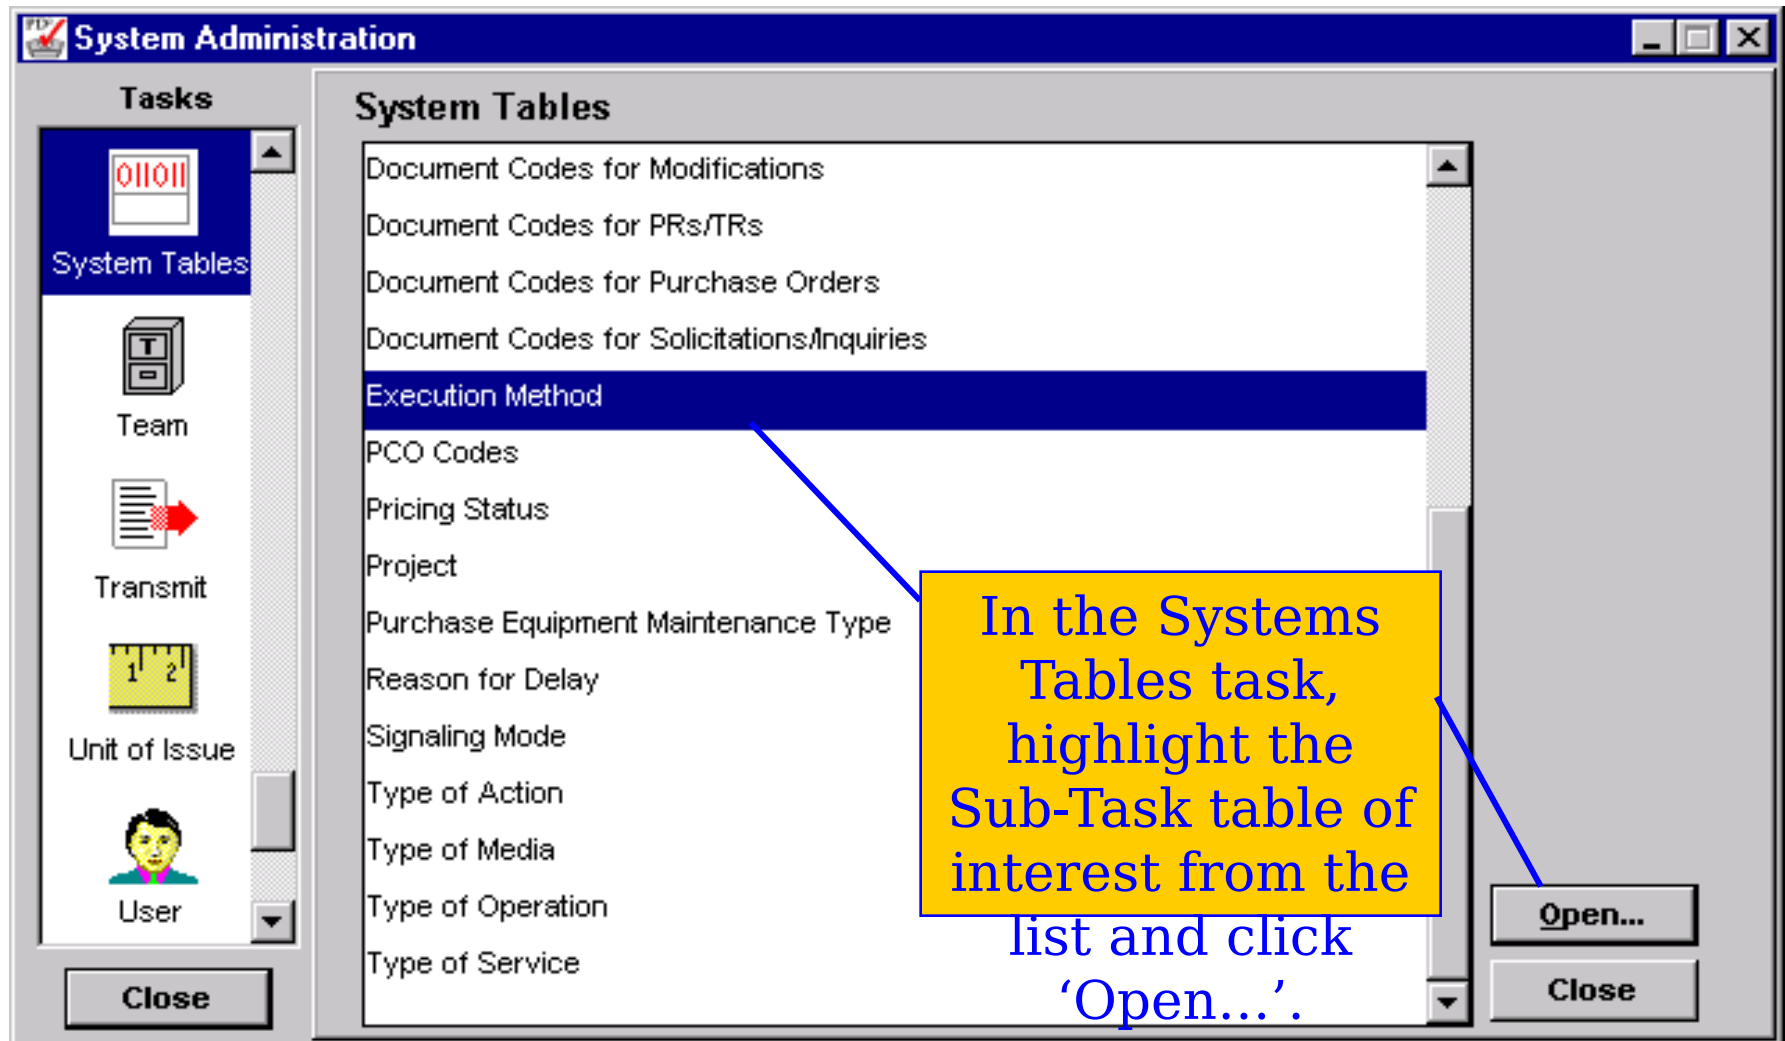 System Administration
Tasks
System Tables
Team
Transmit
1 2
Unit of Issue
User
Close
System Tables
Document Codes for Modifications
Document Codes for PRs/TRs
Document Codes for Purchase Orders
Document Codes for Solicitations/Inquiries
Execution Method
PCO Codes
Pricing Status
Project
Purchase Equipment Maintenance Type
Reason for Delay
Signaling Mode
Type of Action
Type of Media
Type of Operation
Type of Service
In the Systems
Tables task,
highlight the
Sub-Task table of
interest from the
list and click
‘Open…’.
Open...
Close